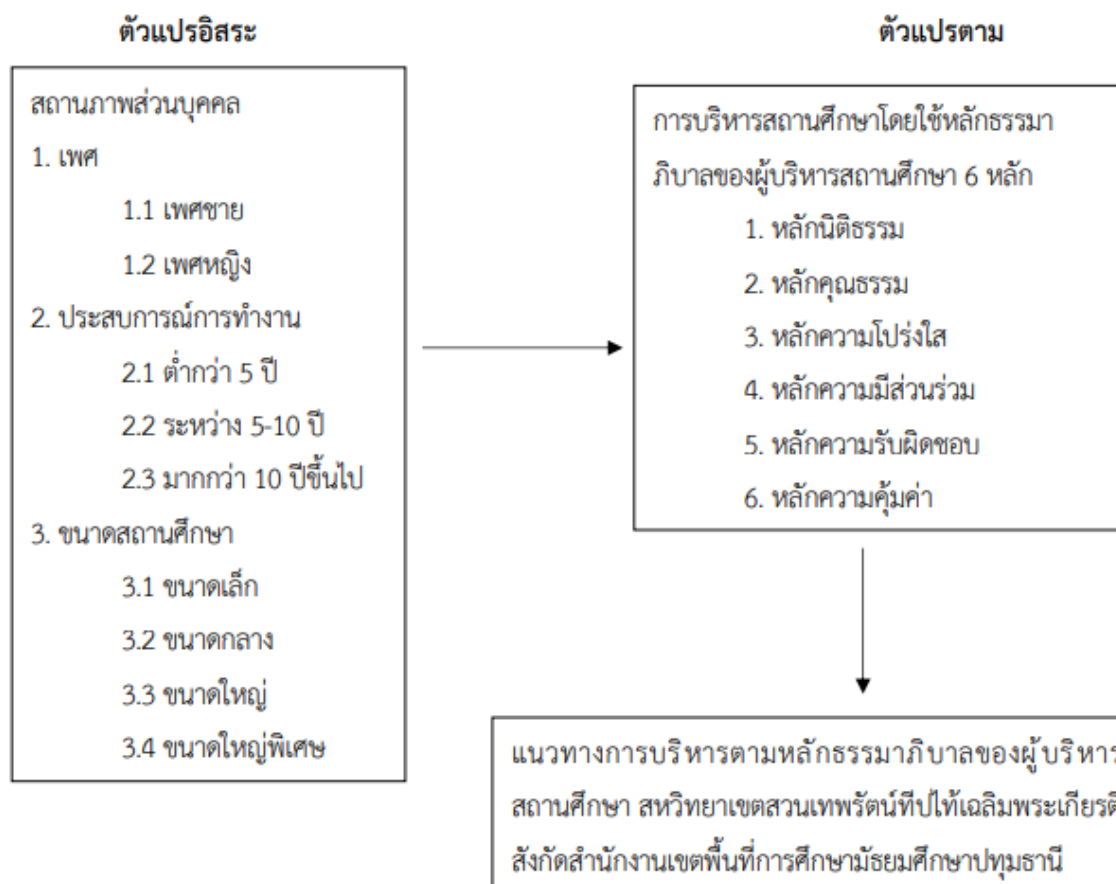 ตัวแปรอิสระ
สถานภาพส่วนบุคคล
1. เพศ
1.1 เพศชาย
1.2 เพศหญิง
2. ประสบการณ์การทำงาน
2.1 ต่ำกว่า 5 ปี
2.2 ระหว่าง 5-10 ปี
2.3 มากกว่า 10 ปีขึ้นไป
3. ขนาดสถานศึกษา
3.1 ขนาดเล็ก
3.2 ขนาดกลาง
3.3 ขนาดใหญ่
3.4 ขนาดใหญ่พิเศษ
ตัวแปรตาม
การบริหารสถานศึกษาโดยใช้หลักธรรมา
ภิบาลของผู้บริหารสถานศึกษา 6 หลัก
1. หลักนิติธรรม
2. หลักคุณธรรม
3. หลักความโปร่งใส
4. หลักความมีส่วนร่วม
5. หลักความรับผิดชอบ
6. หลักความคุ้มค่า
แนวทางการบริหารตามหลักธรรมาภิบาลของผู้บริหาร
สถานศึกษา สหวิทยาเขตสวนเทพรัตน์ทีปไท้เฉลิมพระเกียรติ
สังกัดสำนักงานเขตพื้นที่การศึกษามัธยมศึกษาปทุมธานี